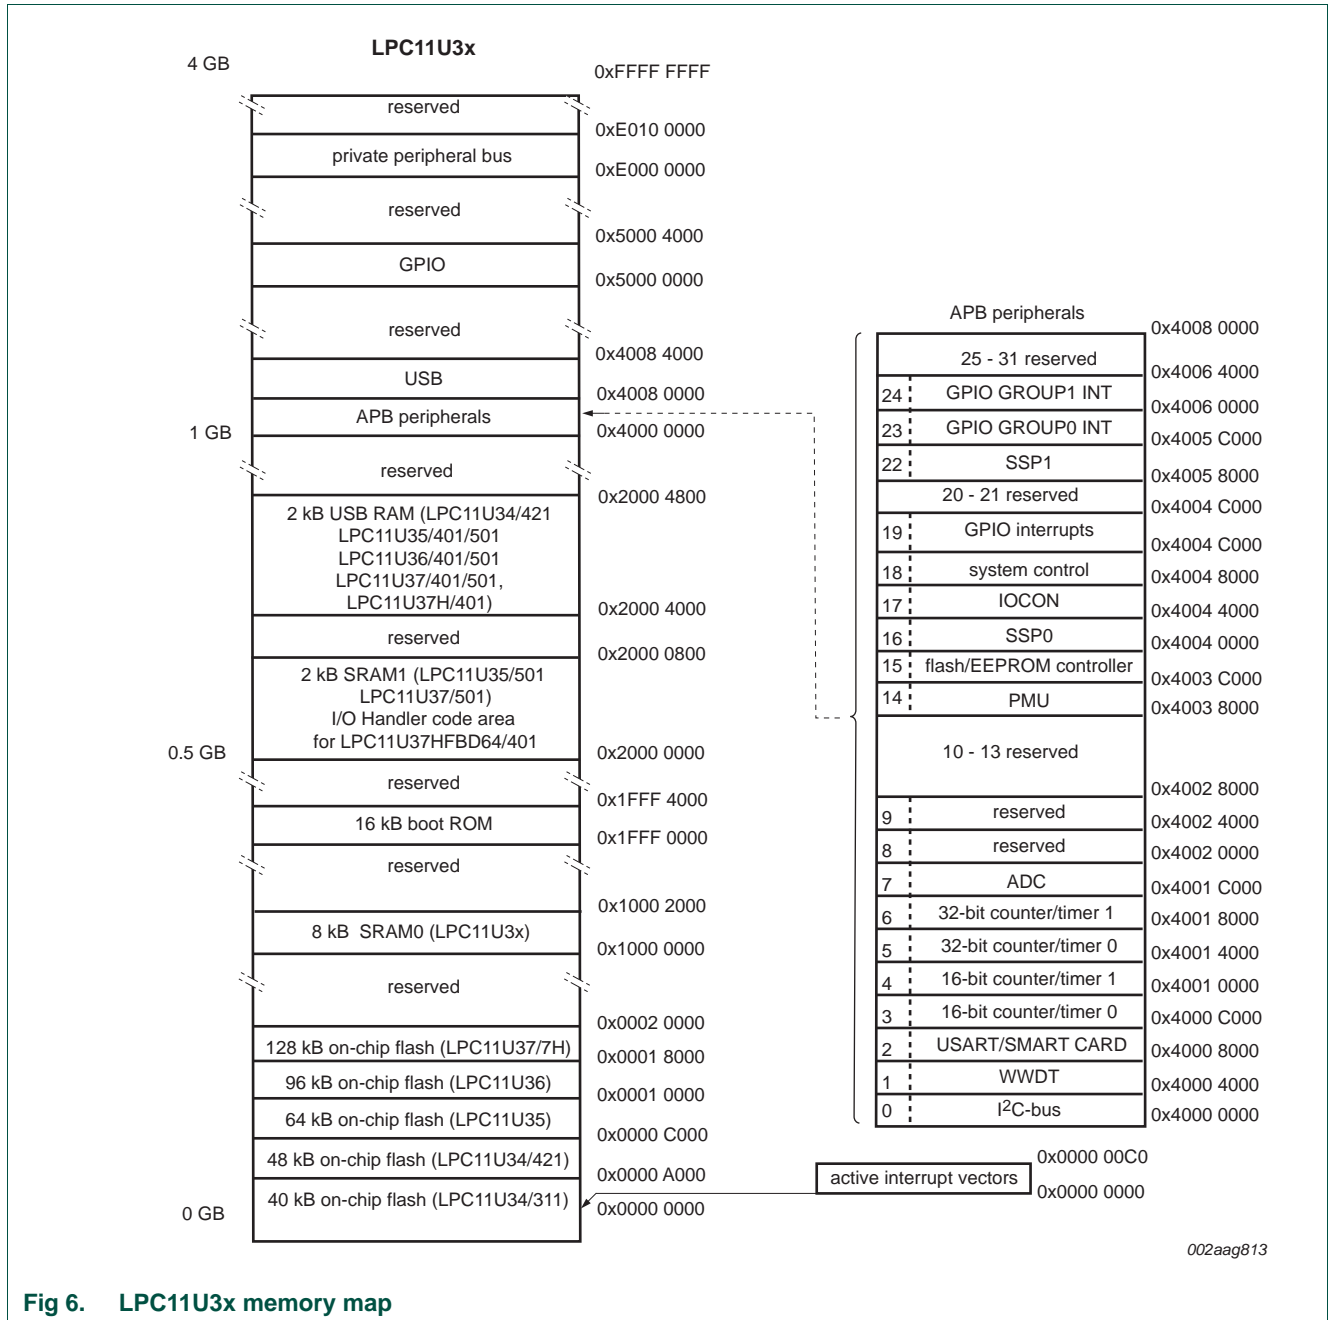 LPC11U3x
4 GB
0xFFFF FFFF
reserved
0xE010 0000
private peripheral bus
0xE000 0000
reserved
0x5000 4000
GPIO
0x5000 0000
reserved
0x4008 4000
USB
0x4008 0000
APB peripherals
1 GB
0x4000 0000
reserved
0x2000 4800
2 kB USB RAM (LPC11U34/421
LPC11U35/401/501
LPC11U36/401/501
LPC11U37/401/501,
LPC11U37H/401)
0x2000 4000
reserved
0x2000 0800
2 kB SRAM1 (LPC11U35/501
LPC11U37/501)
I/O Handler code area
for LPC11U37HFBD64/401
0.5 GB
0x2000 0000
reserved
0x1FFF 4000
16 kB boot ROM
0x1FFF 0000
reserved
0x1000 2000
8 kB SRAM0 (LPC11U3x)
0x1000 0000
reserved
0x0002 0000
128 kB on-chip flash (LPC11U37/7H)
0x0001 8000
96 kB on-chip flash (LPC11U36)
0x0001 0000
64 kB on-chip flash (LPC11U35)
0x0000 C000
48 kB on-chip flash (LPC11U34/421)
0x0000 A000
40 kB on-chip flash (LPC11U34/311)
0 GB
0x0000 0000
APB peripherals
0x4008 0000
25 - 31 reserved
0x4006 4000
24 GPIO GROUP1 INT
0x4006 0000
23 GPIO GROUP0 INT
0x4005 C000
22 SSP1
0x4005 8000
20 - 21 reserved
0x4004 C000
19 GPIO interrupts
0x4004 C000
18 system control
0x4004 8000
17 IOCON
0x4004 4000
16 SSP0
0x4004 0000
15 flash/EEPROM controller
0x4003 C000
14 PMU
0x4003 8000
10 - 13 reserved
0x4002 8000
9 reserved
0x4002 4000
8 reserved
0x4002 0000
7 ADC
0x4001 C000
6 32-bit counter/timer 1
0x4001 8000
5 32-bit counter/timer 0
0x4001 4000
4 16-bit counter/timer 1
0x4001 0000
3 16-bit counter/timer 0
0x4000 C000
2 USART/SMART CARD
0x4000 8000
1 WWDT
0x4000 4000
0 I2C-bus
0x4000 0000
0x0000 00C0
active interrupt vectors
0x0000 0000
002aag813
Fig 6. LPC11U3x memory map